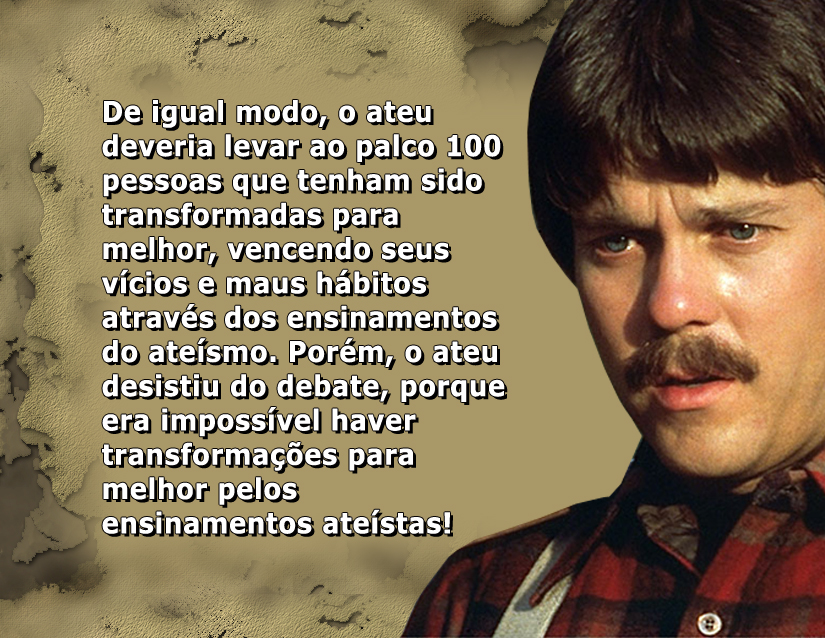 De igual modo, o ateu
deveria levar ao palco 100
pessoas que tenham sido
transformadas para
melhor, vencendo seus
vícios e maus hábitos
através dos ensinamentos
do ateísmo. Porém, o ateu
desistiu do debate, porque
era impossível haver
transformações para
melhor pelos
ensinamentos ateístas!